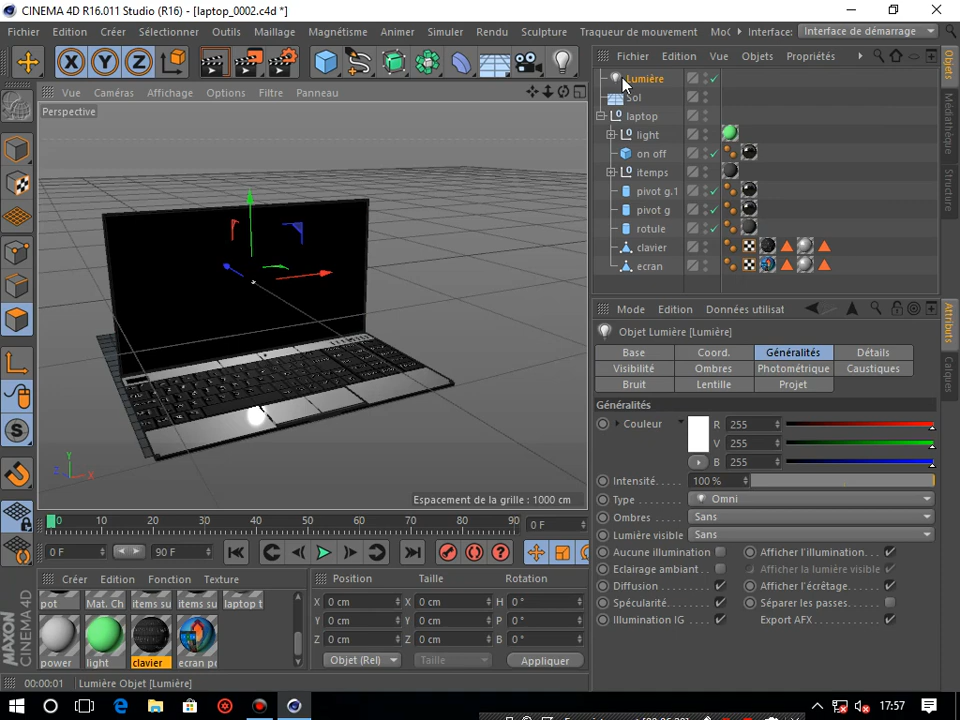 CINEMA 4D R16.011 Studio (R16) - [laptop_0002.c4d *]
Fichier Edition Créer Sélectionner Outils Maillage Magnétisme Animer Simuler Rendu Sculpture Traqueur de mouvement Mo Interface: Interface de démarrage
X Y Z
Fichier Edition Vue Objets Propriétés
Vue Caméras Affichage Options Filtre Panneau
Perspective
Lumière
Sol
laptop
light
on off
itemps
pivot g.1
pivot g
rotule
clavier
ecran
Objets
Médiathèque
Structure
Attributs
Calques
Y
Z X
Espacement de la grille : 1000 cm
Mode Edition Données utilisat
Objet Lumière [Lumière]
Base Coord. Généralités Détails
Visibilité Ombres Photométrique Caustiques
Bruit Lentille Projet
Généralités
Couleur R 255
V 255
B 255
Intensité 100 %
Type Omni
Ombres Sans
Lumière visible Sans
Aucune illumination Afficher l'illumination
Eclairage ambiant Afficher la lumière visible
Diffusion Afficher l'écrêtage
Spécularité Séparer les passes
Illumination IG Export AFX
0 10 20 30 40 50 60 70 80 90 0 F
0 F 90 F
Créer Edition Fonction Texture
pot Mat. Ch items su items su laptop t
power light clavier ecran po
Position Taille Rotation
X 0 cm X 0 cm H 0 °
Y 0 cm Y 0 cm P 0 °
Z 0 cm Z 0 cm B 0 °
Objet (Rel) Taille Appliquer
MAXON
CINEMA 4D
00:00:01 Lumière Objet [Lumière]
17:57